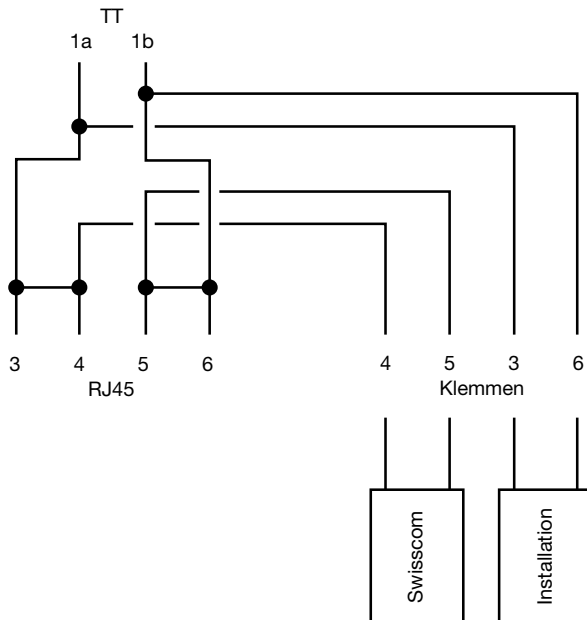 TT
1a 1b
3 4 5 6 4 5 3 6
RJ45 Klemmen
Swisscom
Installation